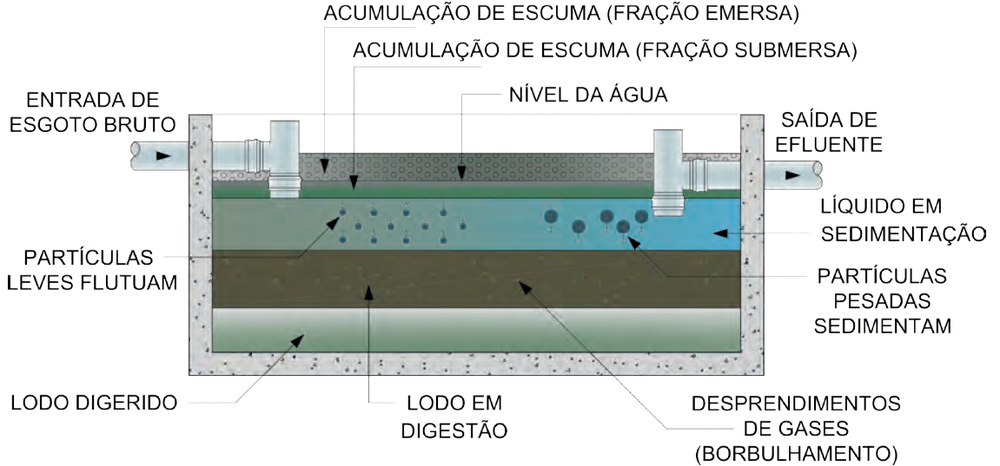 ACUMULAÇÃO DE ESCUMA (FRAÇÃO EMERSA)
ACUMULAÇÃO DE ESCUMA (FRAÇÃO SUBMERSA)
NÍVEL DA ÁGUA
ENTRADA DE
ESGOTO BRUTO
SAÍDA DE
EFLUENTE
LÍQUIDO EM
SEDIMENTAÇÃO
PARTÍCULAS
LEVES FLUTUAM
PARTÍCULAS
PESADAS
SEDIMENTAM
LODO DIGERIDO
LODO EM
DIGESTÃO
DESPRENDIMENTOS
DE GASES
(BORBULHAMENTO)